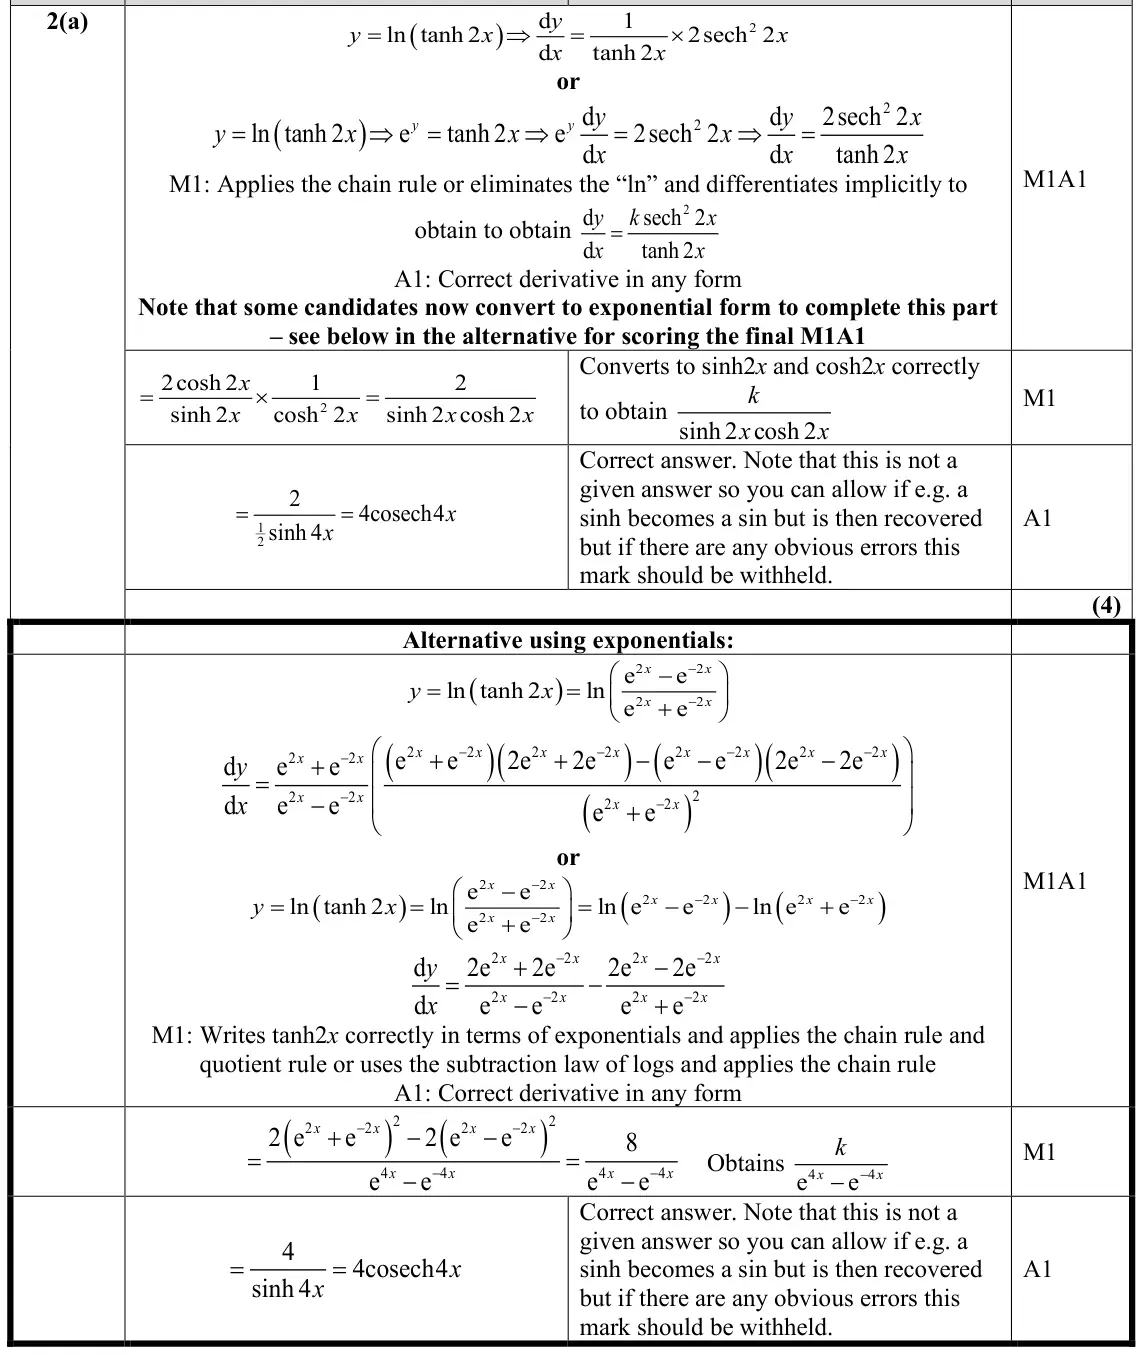 2(a)
y = ln(tanh 2x) ⇒ dy/dx = 1/(tanh 2x) × 2sech² 2x
or
y = ln(tanh 2x) ⇒ e^y = tanh 2x ⇒ e^y dy/dx = 2sech² 2x ⇒ dy/dx = (2sech² 2x)/(tanh 2x)
M1: Applies the chain rule or eliminates the “ln” and differentiates implicitly to
obtain to obtain dy/dx = (k sech² 2x)/(tanh 2x)
A1: Correct derivative in any form
Note that some candidates now convert to exponential form to complete this part
– see below in the alternative for scoring the final M1A1
M1A1
= (2cosh 2x)/(sinh 2x) × 1/(cosh² 2x) = 2/(sinh 2x cosh 2x)
Converts to sinh2x and cosh2x correctly
to obtain k/(sinh 2x cosh 2x)
M1
= 2/(½ sinh 4x) = 4cosech4x
Correct answer. Note that this is not a
given answer so you can allow if e.g. a
sinh becomes a sin but is then recovered
but if there are any obvious errors this
mark should be withheld.
A1
(4)
Alternative using exponentials:
y = ln(tanh 2x) = ln((e^(2x) − e^(−2x))/(e^(2x) + e^(−2x)))
dy/dx = (e^(2x) + e^(−2x))/(e^(2x) − e^(−2x)) (((e^(2x) + e^(−2x))(2e^(2x) + 2e^(−2x)) − (e^(2x) − e^(−2x))(2e^(2x) − 2e^(−2x)))/(e^(2x) + e^(−2x))²)
or
y = ln(tanh 2x) = ln((e^(2x) − e^(−2x))/(e^(2x) + e^(−2x))) = ln(e^(2x) − e^(−2x)) − ln(e^(2x) + e^(−2x))
dy/dx = (2e^(2x) + 2e^(−2x))/(e^(2x) − e^(−2x)) − (2e^(2x) − 2e^(−2x))/(e^(2x) + e^(−2x))
M1: Writes tanh2x correctly in terms of exponentials and applies the chain rule and
quotient rule or uses the subtraction law of logs and applies the chain rule
A1: Correct derivative in any form
M1A1
= (2(e^(2x) + e^(−2x))² − 2(e^(2x) − e^(−2x))²)/(e^(4x) − e^(−4x)) = 8/(e^(4x) − e^(−4x)) Obtains k/(e^(4x) − e^(−4x))
M1
= 4/(sinh 4x) = 4cosech4x
Correct answer. Note that this is not a
given answer so you can allow if e.g. a
sinh becomes a sin but is then recovered
but if there are any obvious errors this
mark should be withheld.
A1